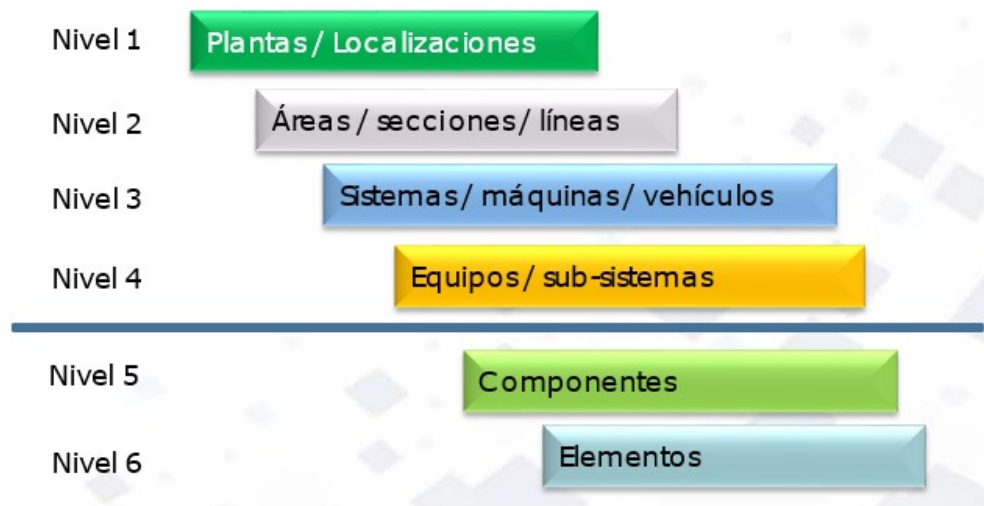 Nivel 1 Plantas / Localizaciones
Nivel 2 Áreas / secciones / líneas
Nivel 3 Sistemas / máquinas / vehículos
Nivel 4 Equipos / sub-sistemas
Nivel 5 Componentes
Nivel 6 Elementos